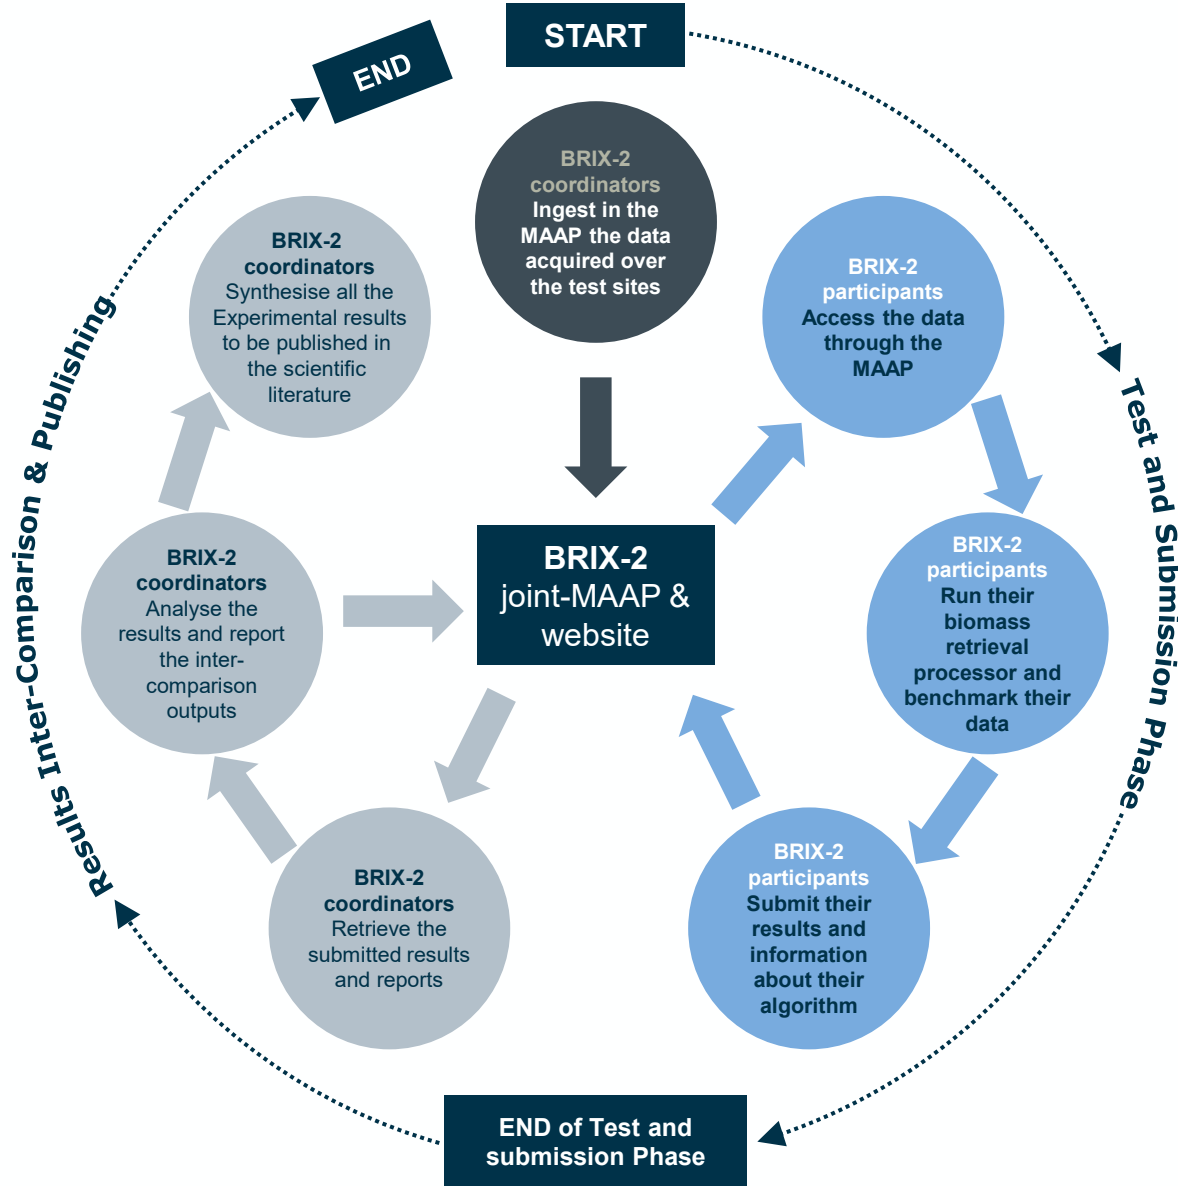 START
END
BRIX-2
coordinators
Ingest in the
MAAP the data
acquired over
the test sites
BRIX-2
participants
Access the data
through the
MAAP
Test and Submission Phase
BRIX-2
participants
Run their
biomass
retrieval
processor and
benchmark their
data
BRIX-2
participants
Submit their
results and
information
about their
algorithm
BRIX-2
joint-MAAP &
website
END of Test and
submission Phase
BRIX-2
coordinators
Retrieve the
submitted results
and reports
BRIX-2
coordinators
Analyse the
results and report
the inter-
comparison
outputs
BRIX-2
coordinators
Synthesise all the
Experimental results
to be published in
the scientific
literature
Results Inter-Comparison & Publishing